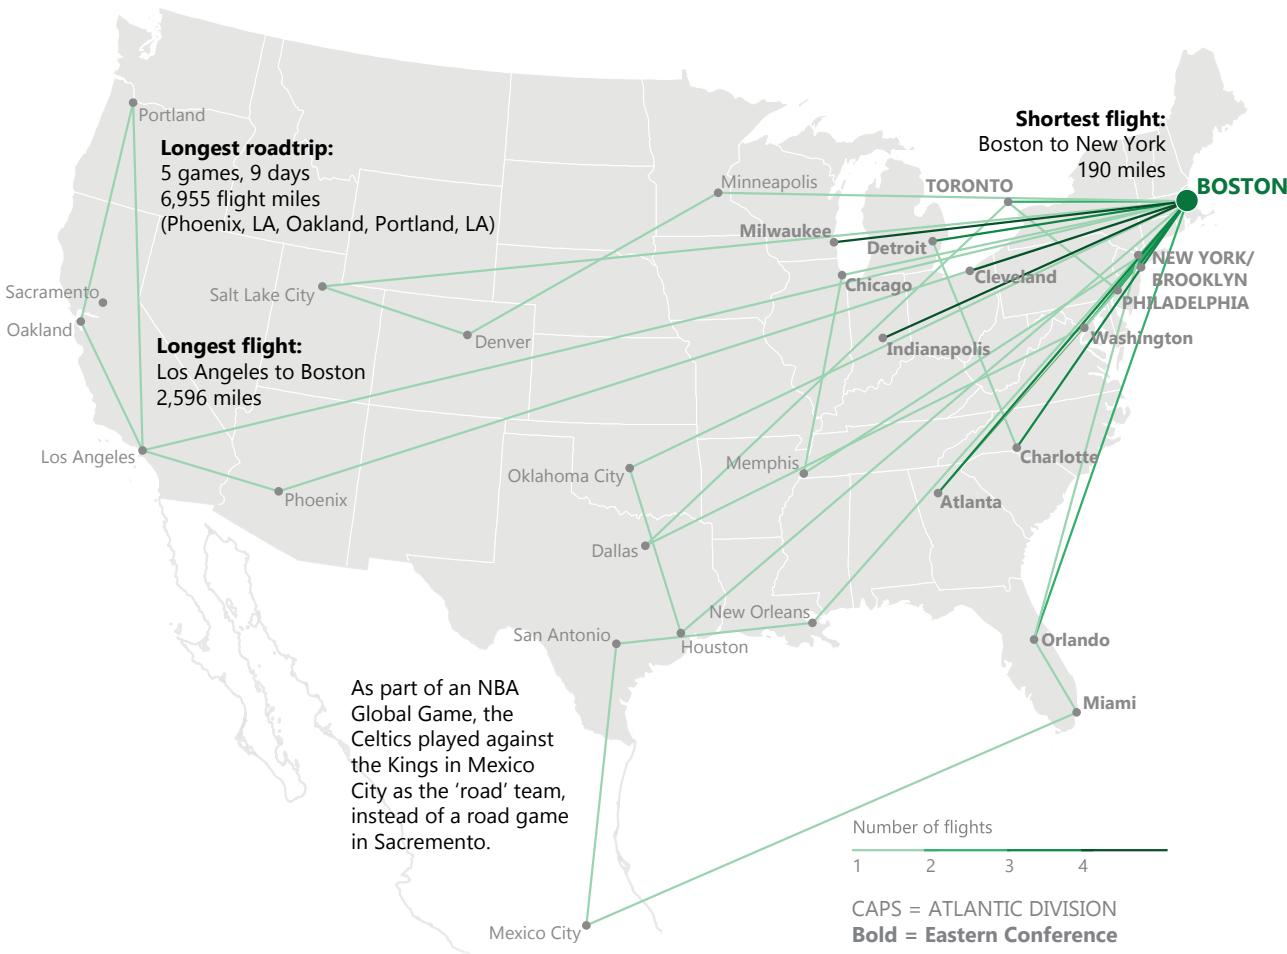 Portland
Longest roadtrip:
5 games, 9 days
6,955 flight miles
(Phoenix, LA, Oakland, Portland, LA)
Shortest flight:
Boston to New York
190 miles
Minneapolis
TORONTO
BOSTON
Milwaukee
Detroit
NEW YORK/
BROOKLYN
PHILADELPHIA
Cleveland
Chicago
Sacramento
Salt Lake City
Oakland
Denver
Washington
Indianapolis
Longest flight:
Los Angeles to Boston
2,596 miles
Los Angeles
Phoenix
Oklahoma City
Memphis
Charlotte
Atlanta
Dallas
New Orleans
San Antonio
Houston
Orlando
Miami
As part of an NBA
Global Game, the
Celtics played against
the Kings in Mexico
City as the ‘road’ team,
instead of a road game
in Sacremento.
Mexico City
Number of flights
1 2 3 4
CAPS = ATLANTIC DIVISION
Bold = Eastern Conference